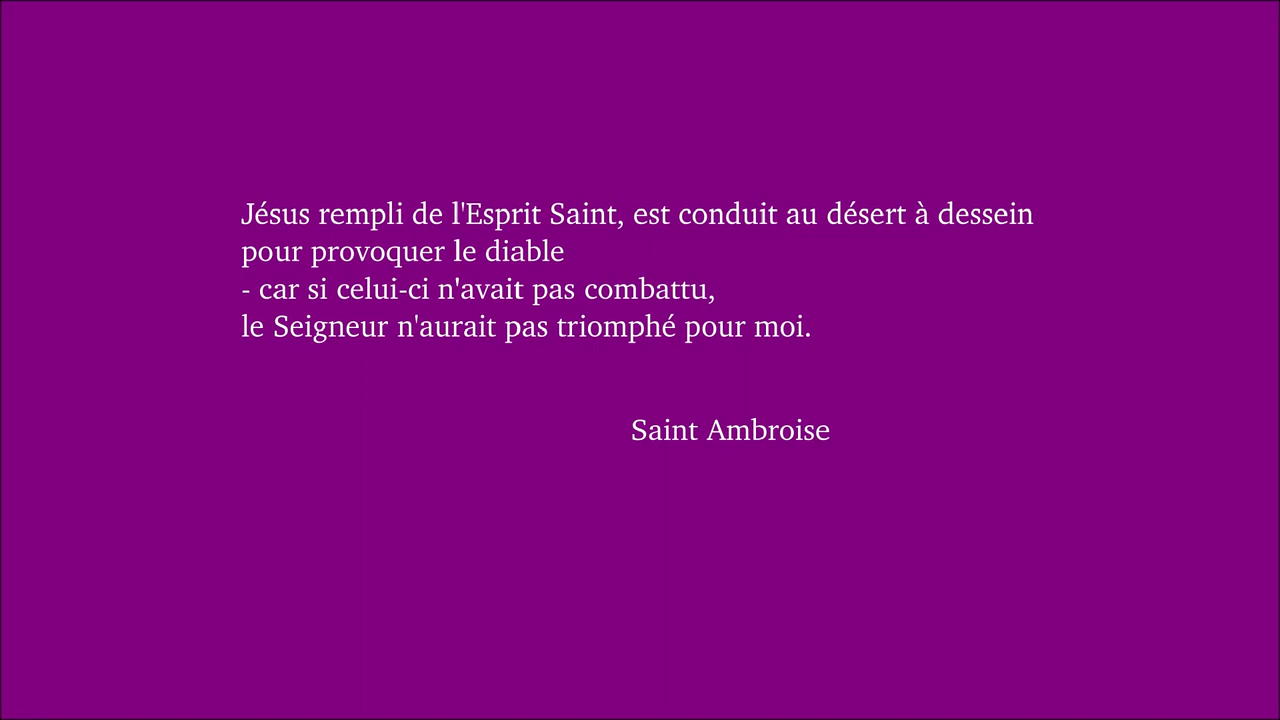 Jésus rempli de l'Esprit Saint, est conduit au désert à dessein
pour provoquer le diable
- car si celui-ci n'avait pas combattu,
le Seigneur n'aurait pas triomphé pour moi.
Saint Ambroise